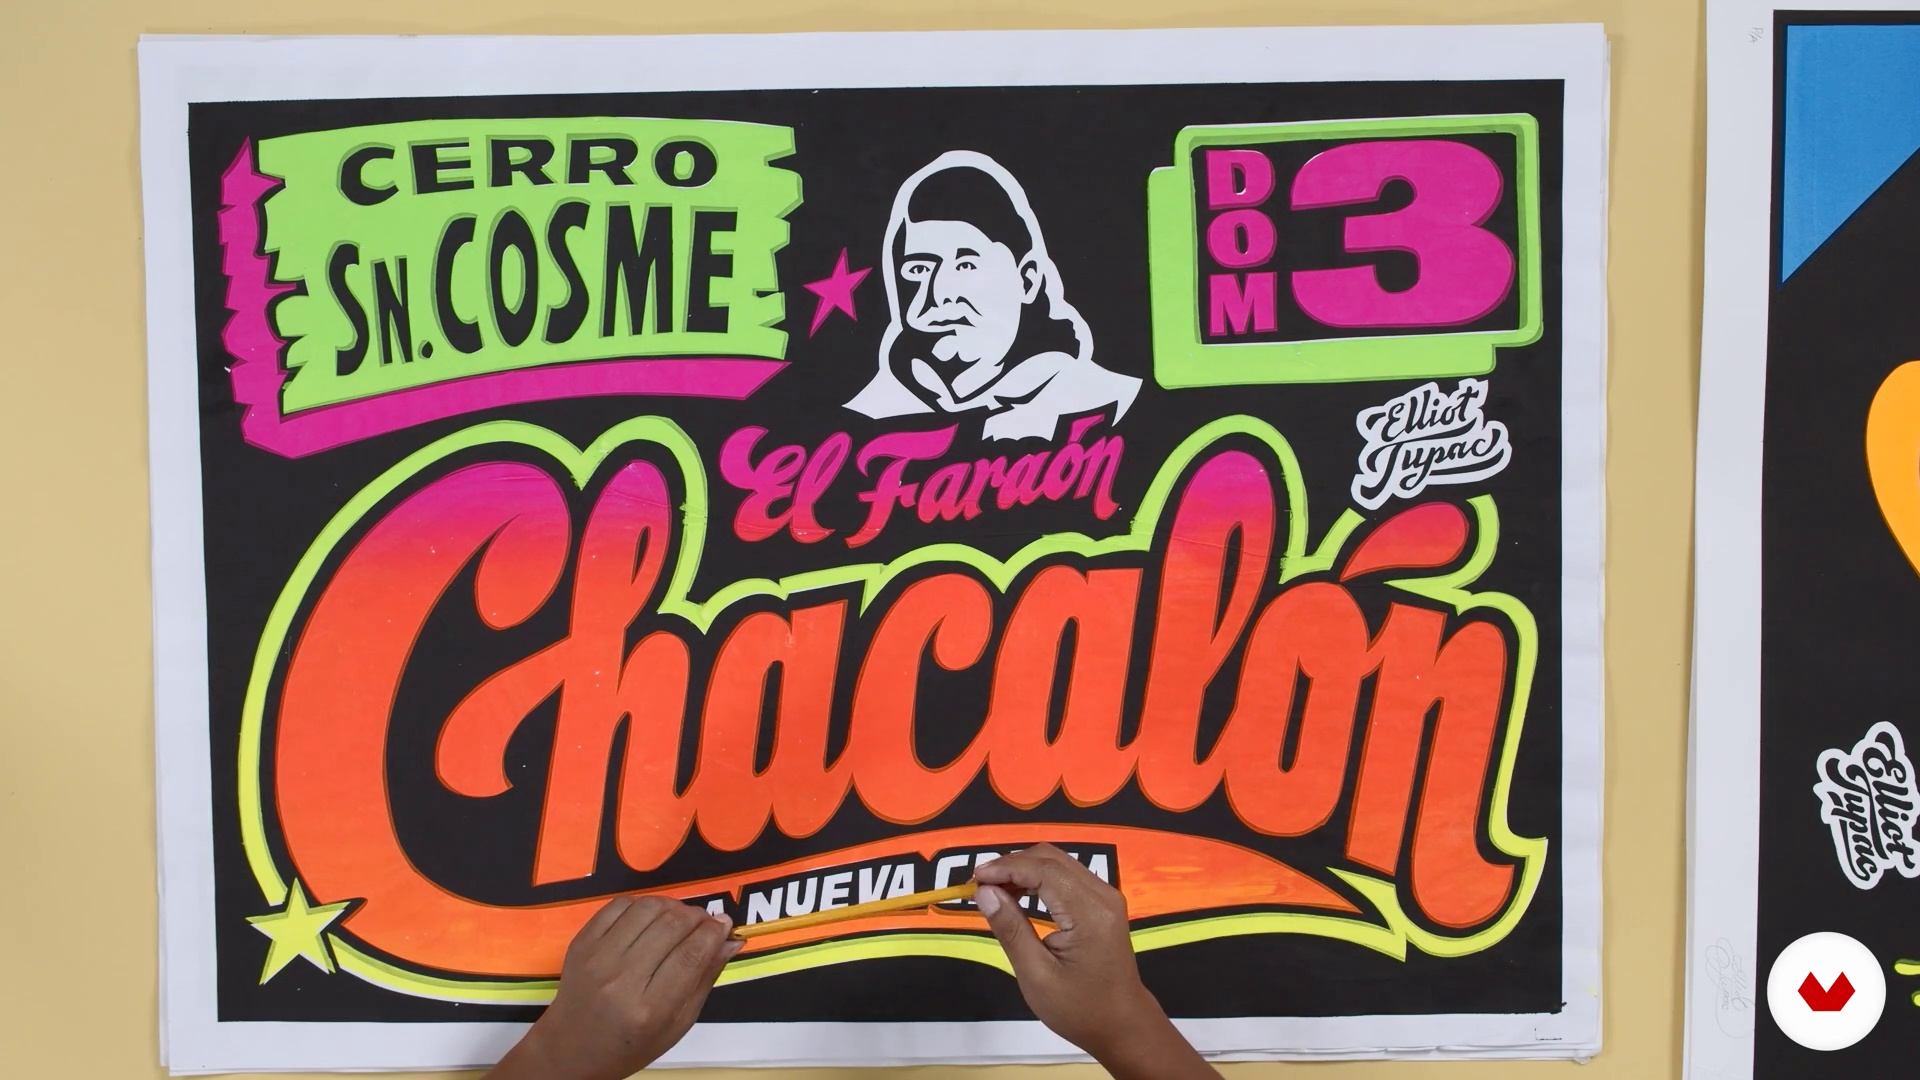 CERRO
SN. COSME
DOM 3
Elliot
Tupac
El Faraón
Chacalón
NUEVA
Elliot
Tupac